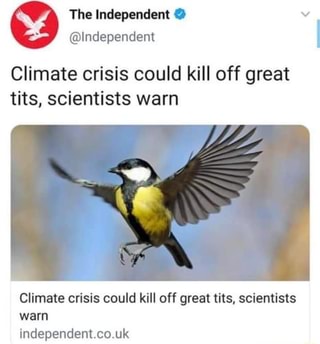 The Independent
@Independent
Climate crisis could kill off great
tits, scientists warn
Climate crisis could kill off great tits, scientists
warn
independent.co.uk